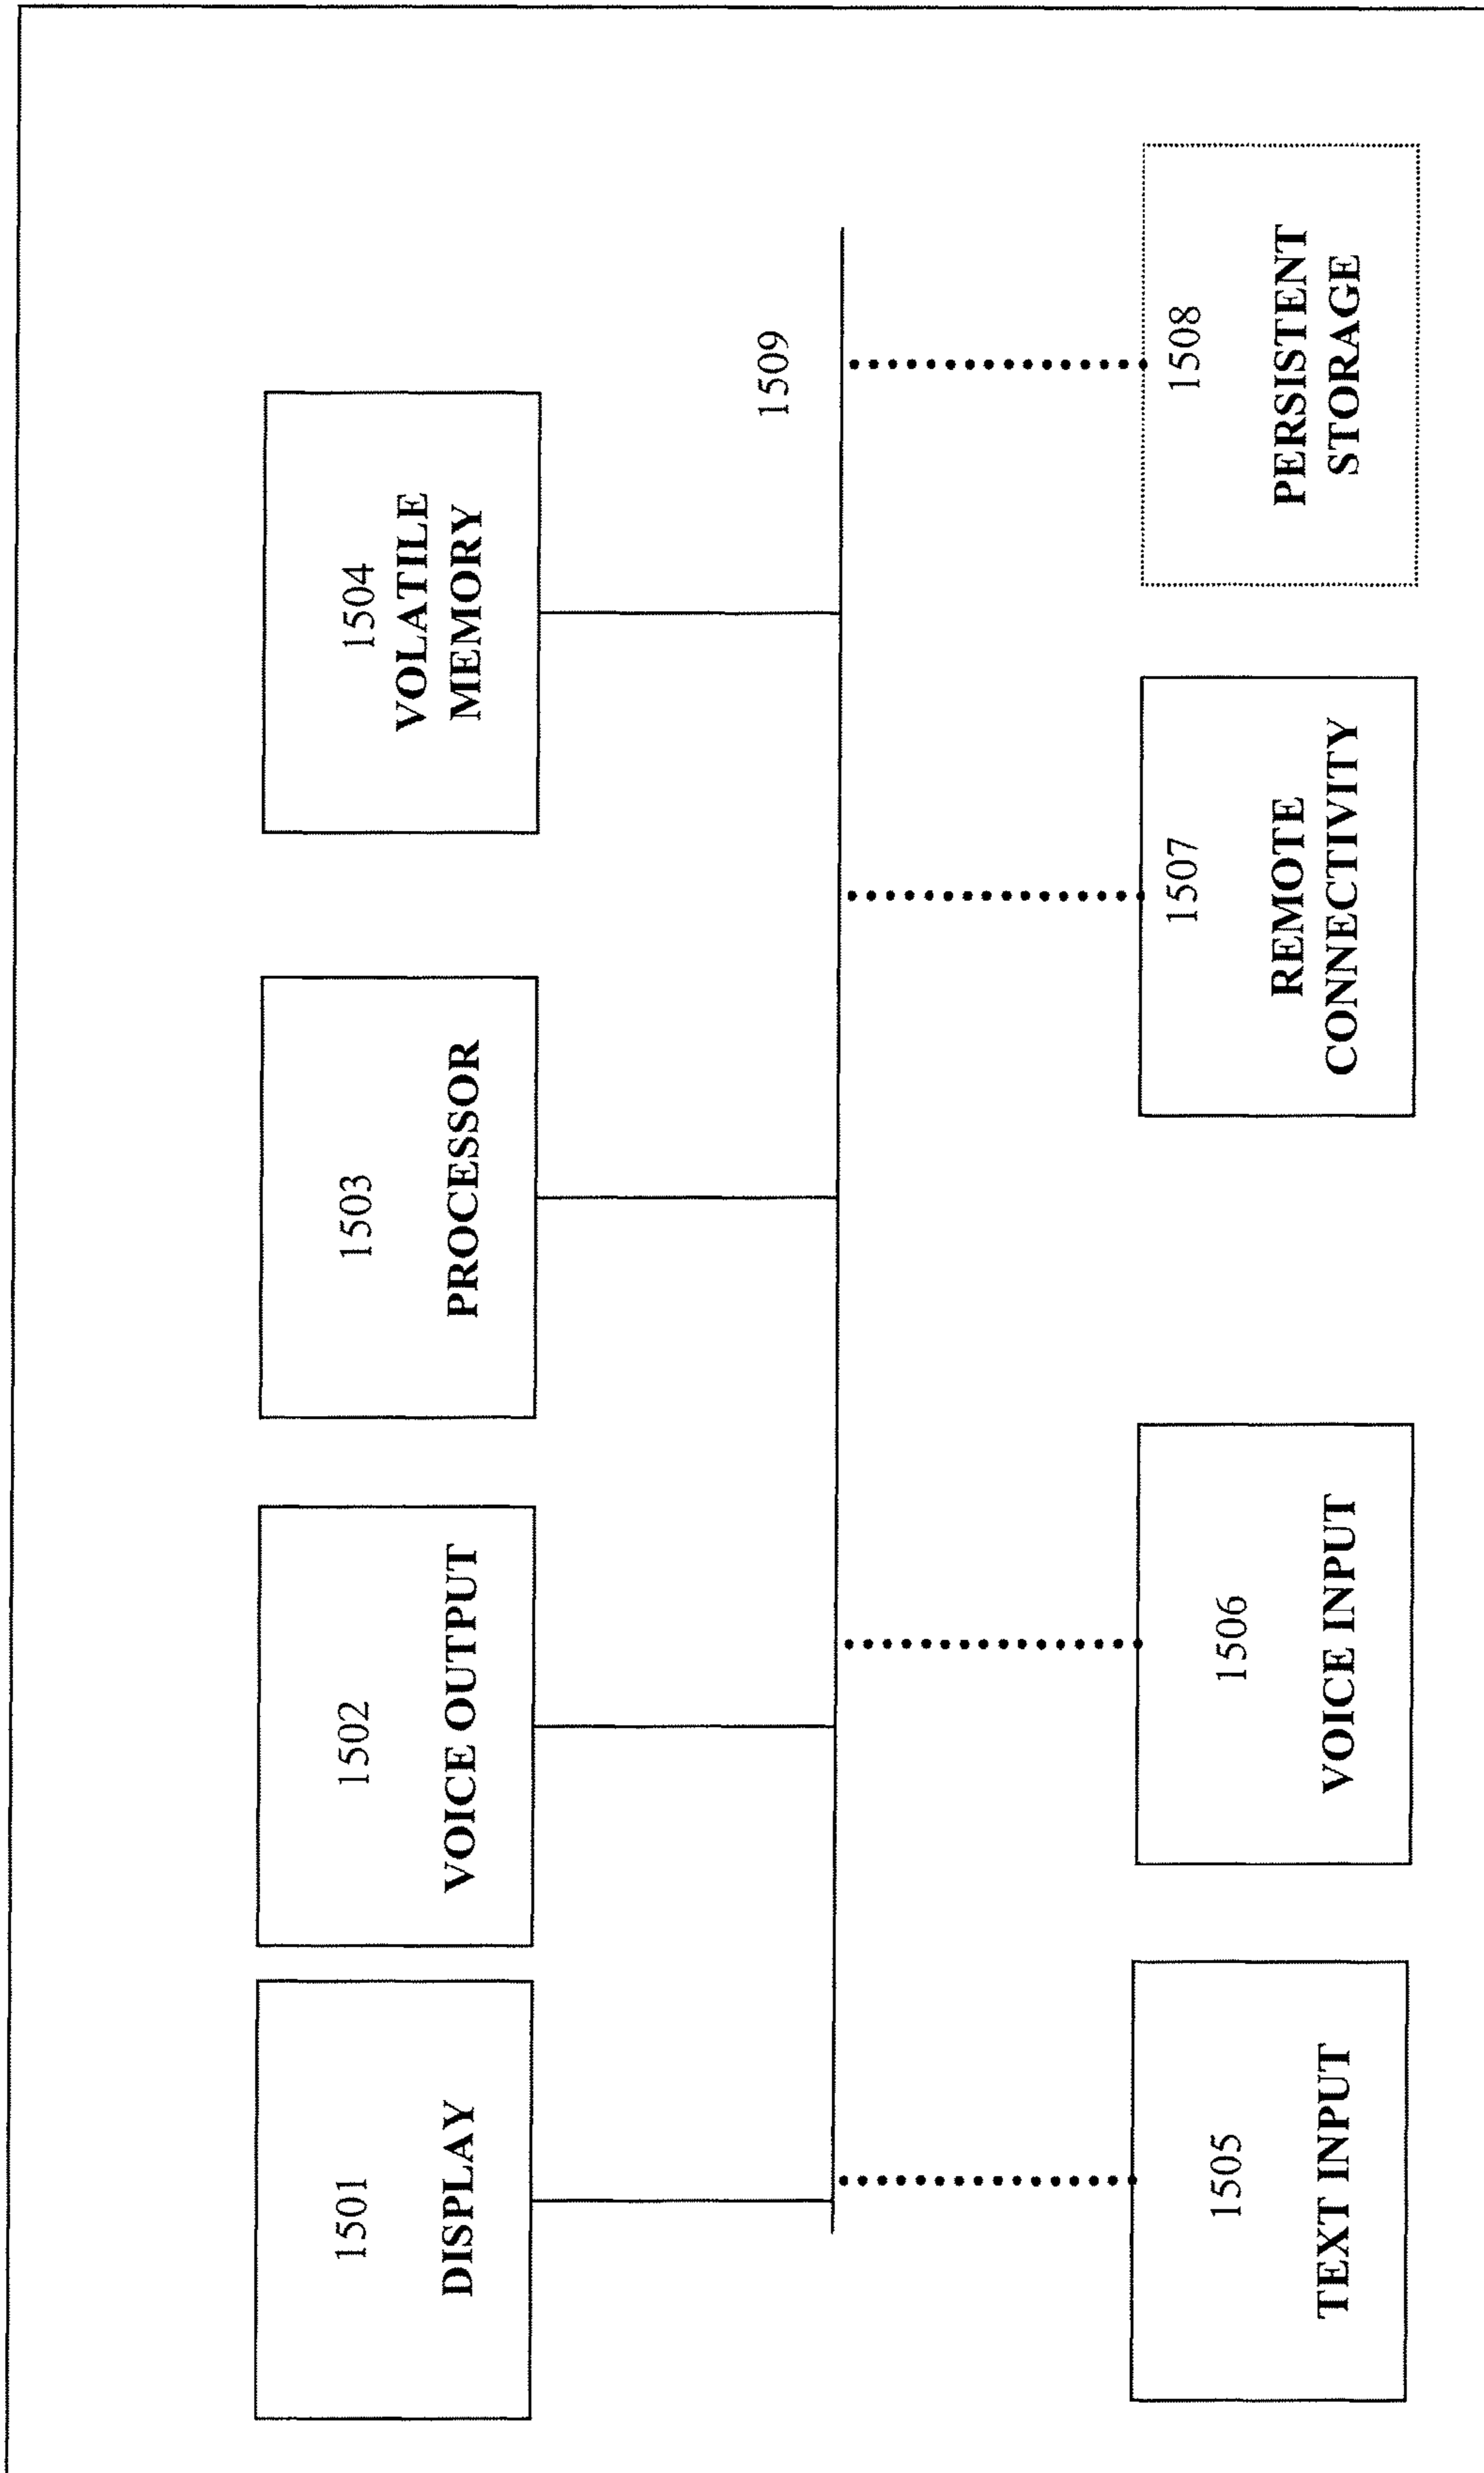 1501
DISPLAY
1502
VOICE OUTPUT
1503
PROCESSOR
1504
VOLATILE
MEMORY
1509
1505
TEXT INPUT
1506
VOICE INPUT
1507
REMOTE
CONNECTIVITY
1508
PERSISTENT
STORAGE